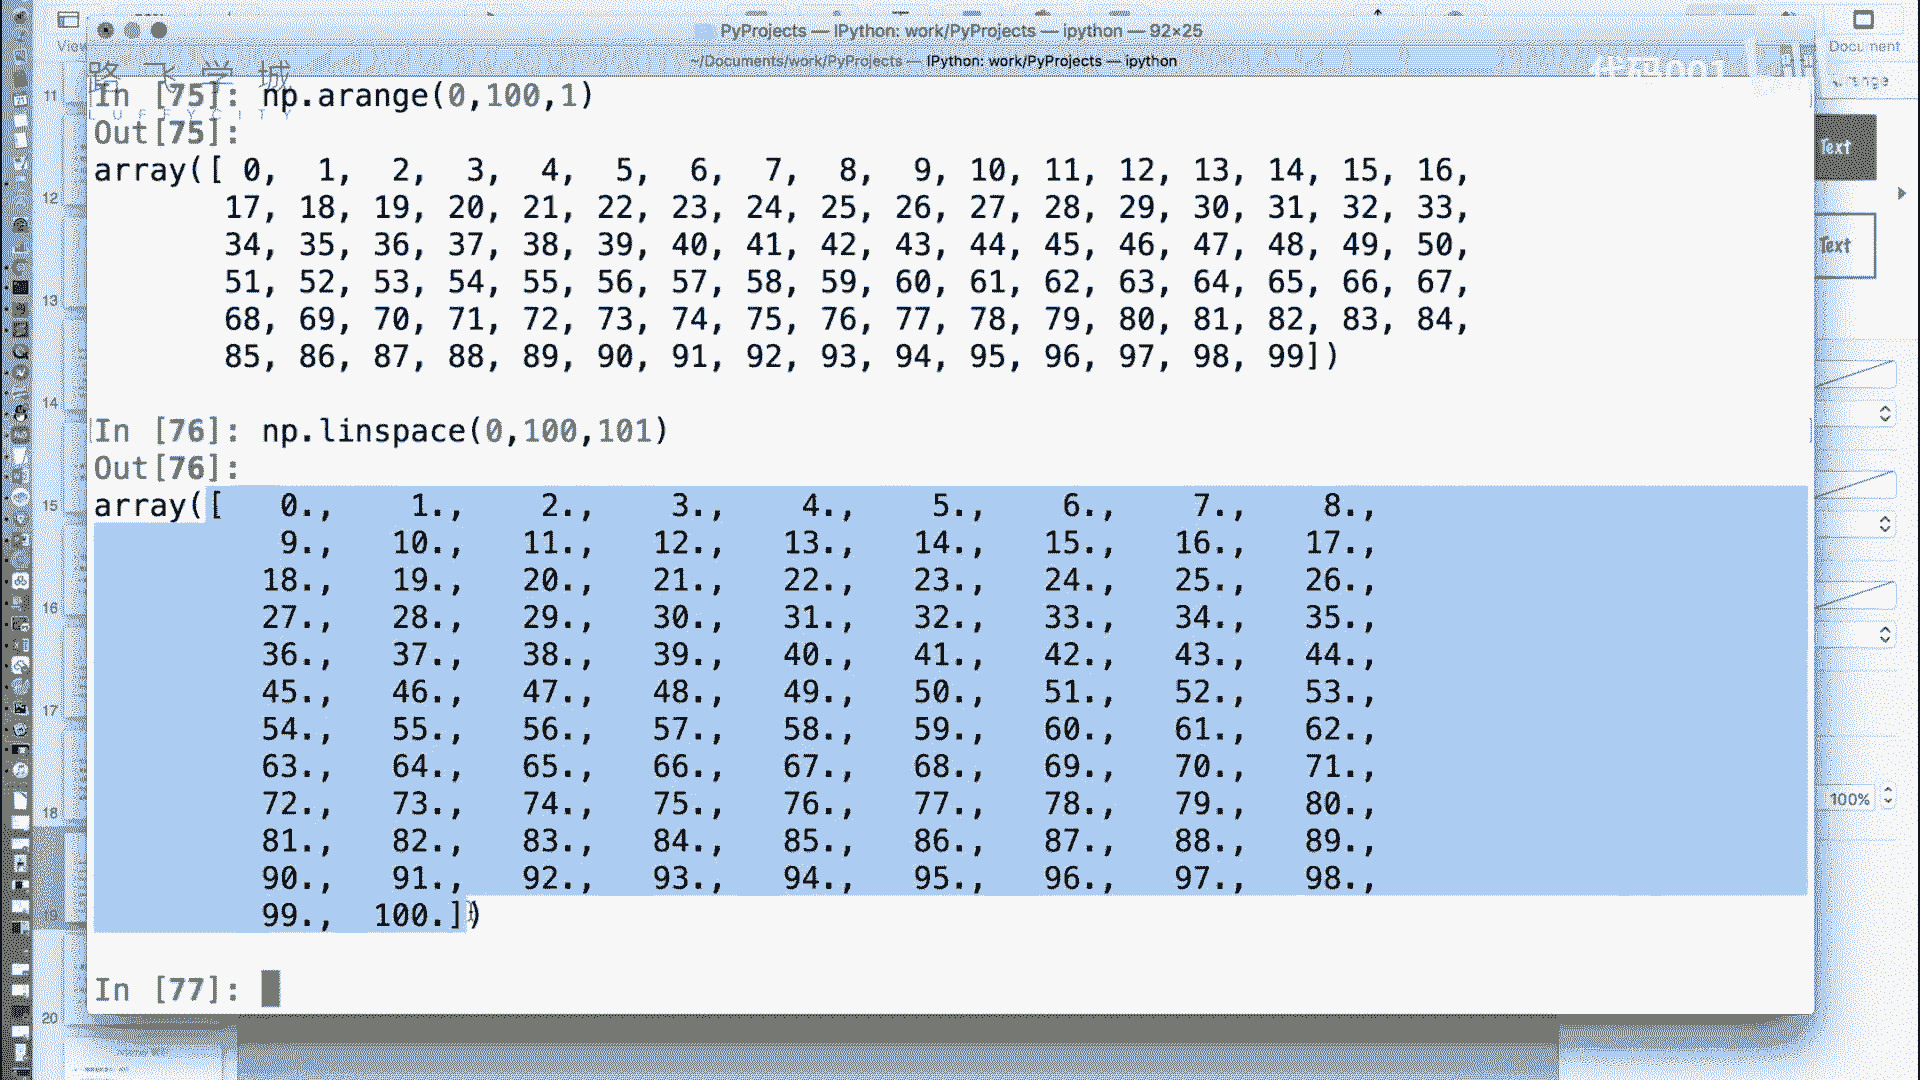 PyProjects — IPython: work/PyProjects — ipython — 92×25
~/Documents/work/PyProjects — IPython: work/PyProjects — ipython
View
Document
路飞学城
LUFFYCITY
In [75]: np.arange(0,100,1)
Out[75]:
array([ 0,  1,  2,  3,  4,  5,  6,  7,  8,  9, 10, 11, 12, 13, 14, 15, 16,
17, 18, 19, 20, 21, 22, 23, 24, 25, 26, 27, 28, 29, 30, 31, 32, 33,
34, 35, 36, 37, 38, 39, 40, 41, 42, 43, 44, 45, 46, 47, 48, 49, 50,
51, 52, 53, 54, 55, 56, 57, 58, 59, 60, 61, 62, 63, 64, 65, 66, 67,
68, 69, 70, 71, 72, 73, 74, 75, 76, 77, 78, 79, 80, 81, 82, 83, 84,
85, 86, 87, 88, 89, 90, 91, 92, 93, 94, 95, 96, 97, 98, 99])
In [76]: np.linspace(0,100,101)
Out[76]:
array([   0.,    1.,    2.,    3.,    4.,    5.,    6.,    7.,    8.,
9.,   10.,   11.,   12.,   13.,   14.,   15.,   16.,   17.,
18.,   19.,   20.,   21.,   22.,   23.,   24.,   25.,   26.,
27.,   28.,   29.,   30.,   31.,   32.,   33.,   34.,   35.,
36.,   37.,   38.,   39.,   40.,   41.,   42.,   43.,   44.,
45.,   46.,   47.,   48.,   49.,   50.,   51.,   52.,   53.,
54.,   55.,   56.,   57.,   58.,   59.,   60.,   61.,   62.,
63.,   64.,   65.,   66.,   67.,   68.,   69.,   70.,   71.,
72.,   73.,   74.,   75.,   76.,   77.,   78.,   79.,   80.,
81.,   82.,   83.,   84.,   85.,   86.,   87.,   88.,   89.,
90.,   91.,   92.,   93.,   94.,   95.,   96.,   97.,   98.,
99.,  100.])
In [77]:
11
12
13
14
15
16
17
18
19
20
Text
Text
100%